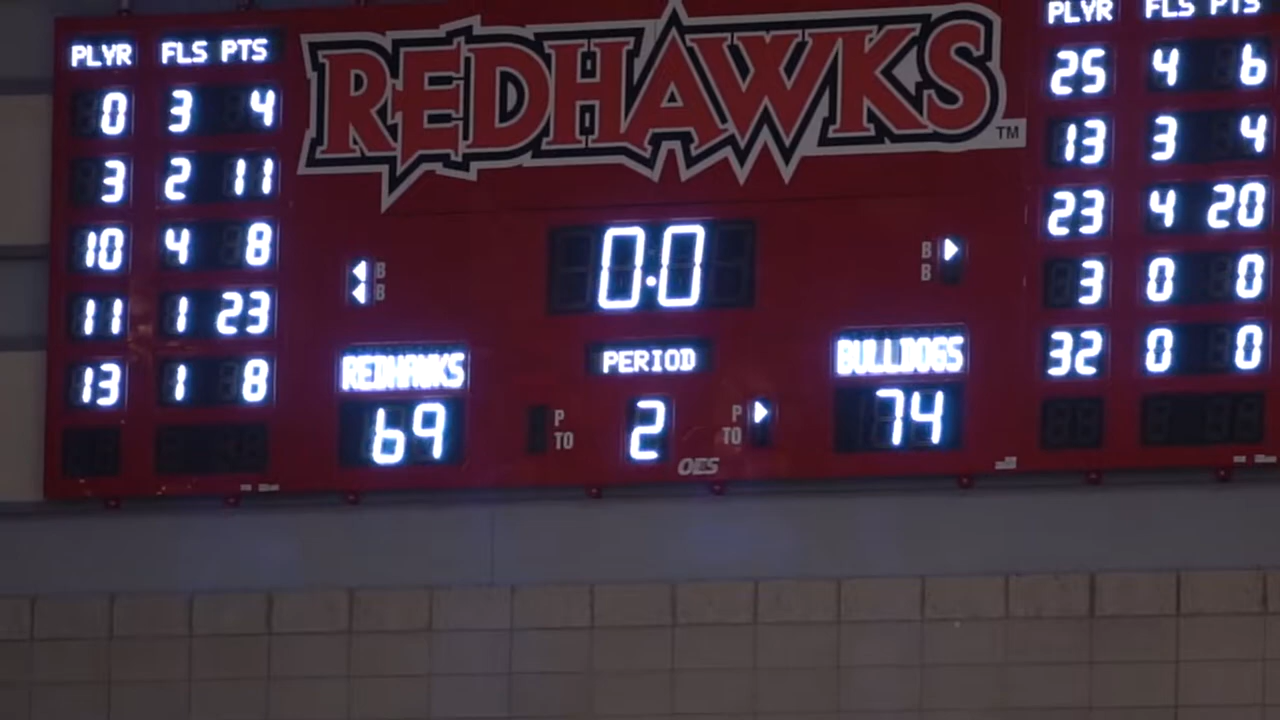 REDHAWKS TM
PLYR FLS PTS
0 3 4
3 2 11
10 4 8
11 1 23
13 1 8
B
B
0.0
B
B
REDHAWKS
69
PERIOD
2
P
TO
P
TO
OES
BULLDOGS
74
PLYR FLS PTS
25 4 6
13 3 4
23 4 20
3 0 0
32 0 0